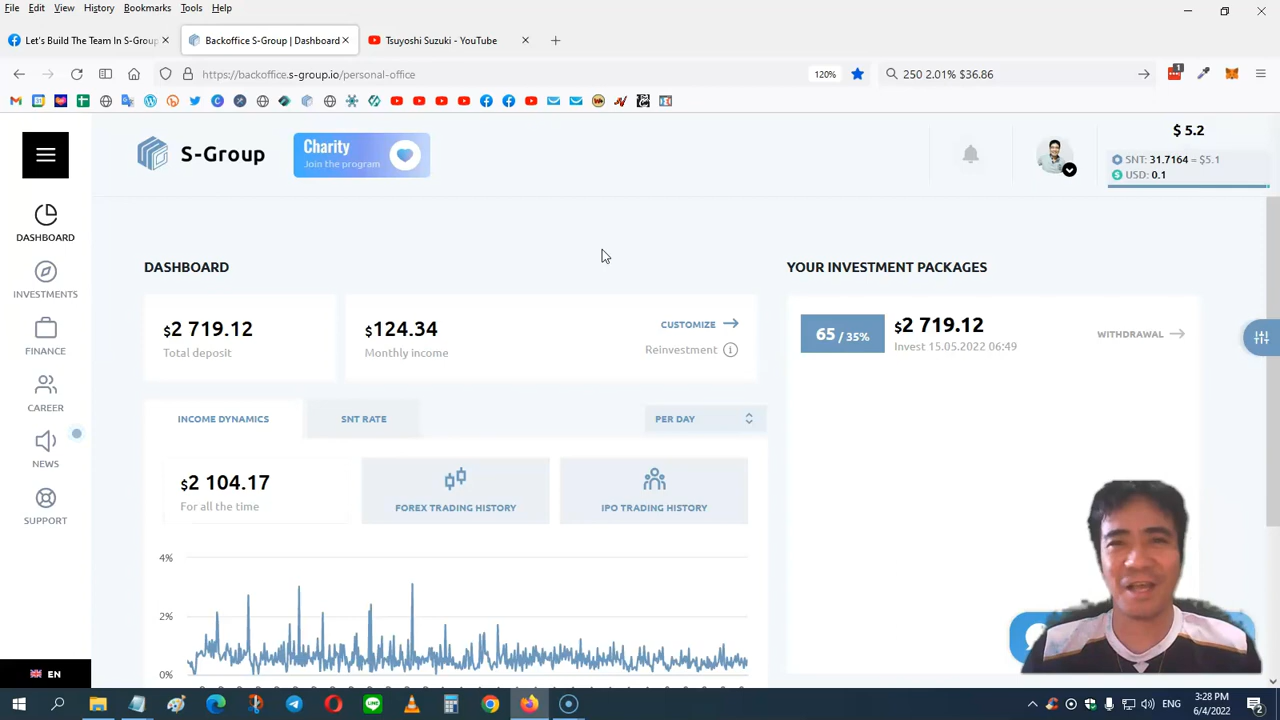 File Edit View History Bookmarks Tools Help
Let's Build The Team In S-Group
Backoffice S-Group | Dashboard
Tsuyoshi Suzuki - YouTube
https://backoffice.s-group.io/personal-office
120%
250 2.01% $36.86
1
S-Group
Charity
Join the program
$ 5.2
SNT: 31.7164 = $5.1
USD: 0.1
DASHBOARD
INVESTMENTS
FINANCE
CAREER
NEWS
SUPPORT
EN
DASHBOARD
$2 719.12
Total deposit
$124.34
Monthly income
CUSTOMIZE
Reinvestment
INCOME DYNAMICS
SNT RATE
PER DAY
$2 104.17
For all the time
FOREX TRADING HISTORY
IPO TRADING HISTORY
4%
2%
0%
YOUR INVESTMENT PACKAGES
65 / 35%
$2 719.12
Invest 15.05.2022 06:49
WITHDRAWAL
ENG
3:28 PM
6/4/2022
2